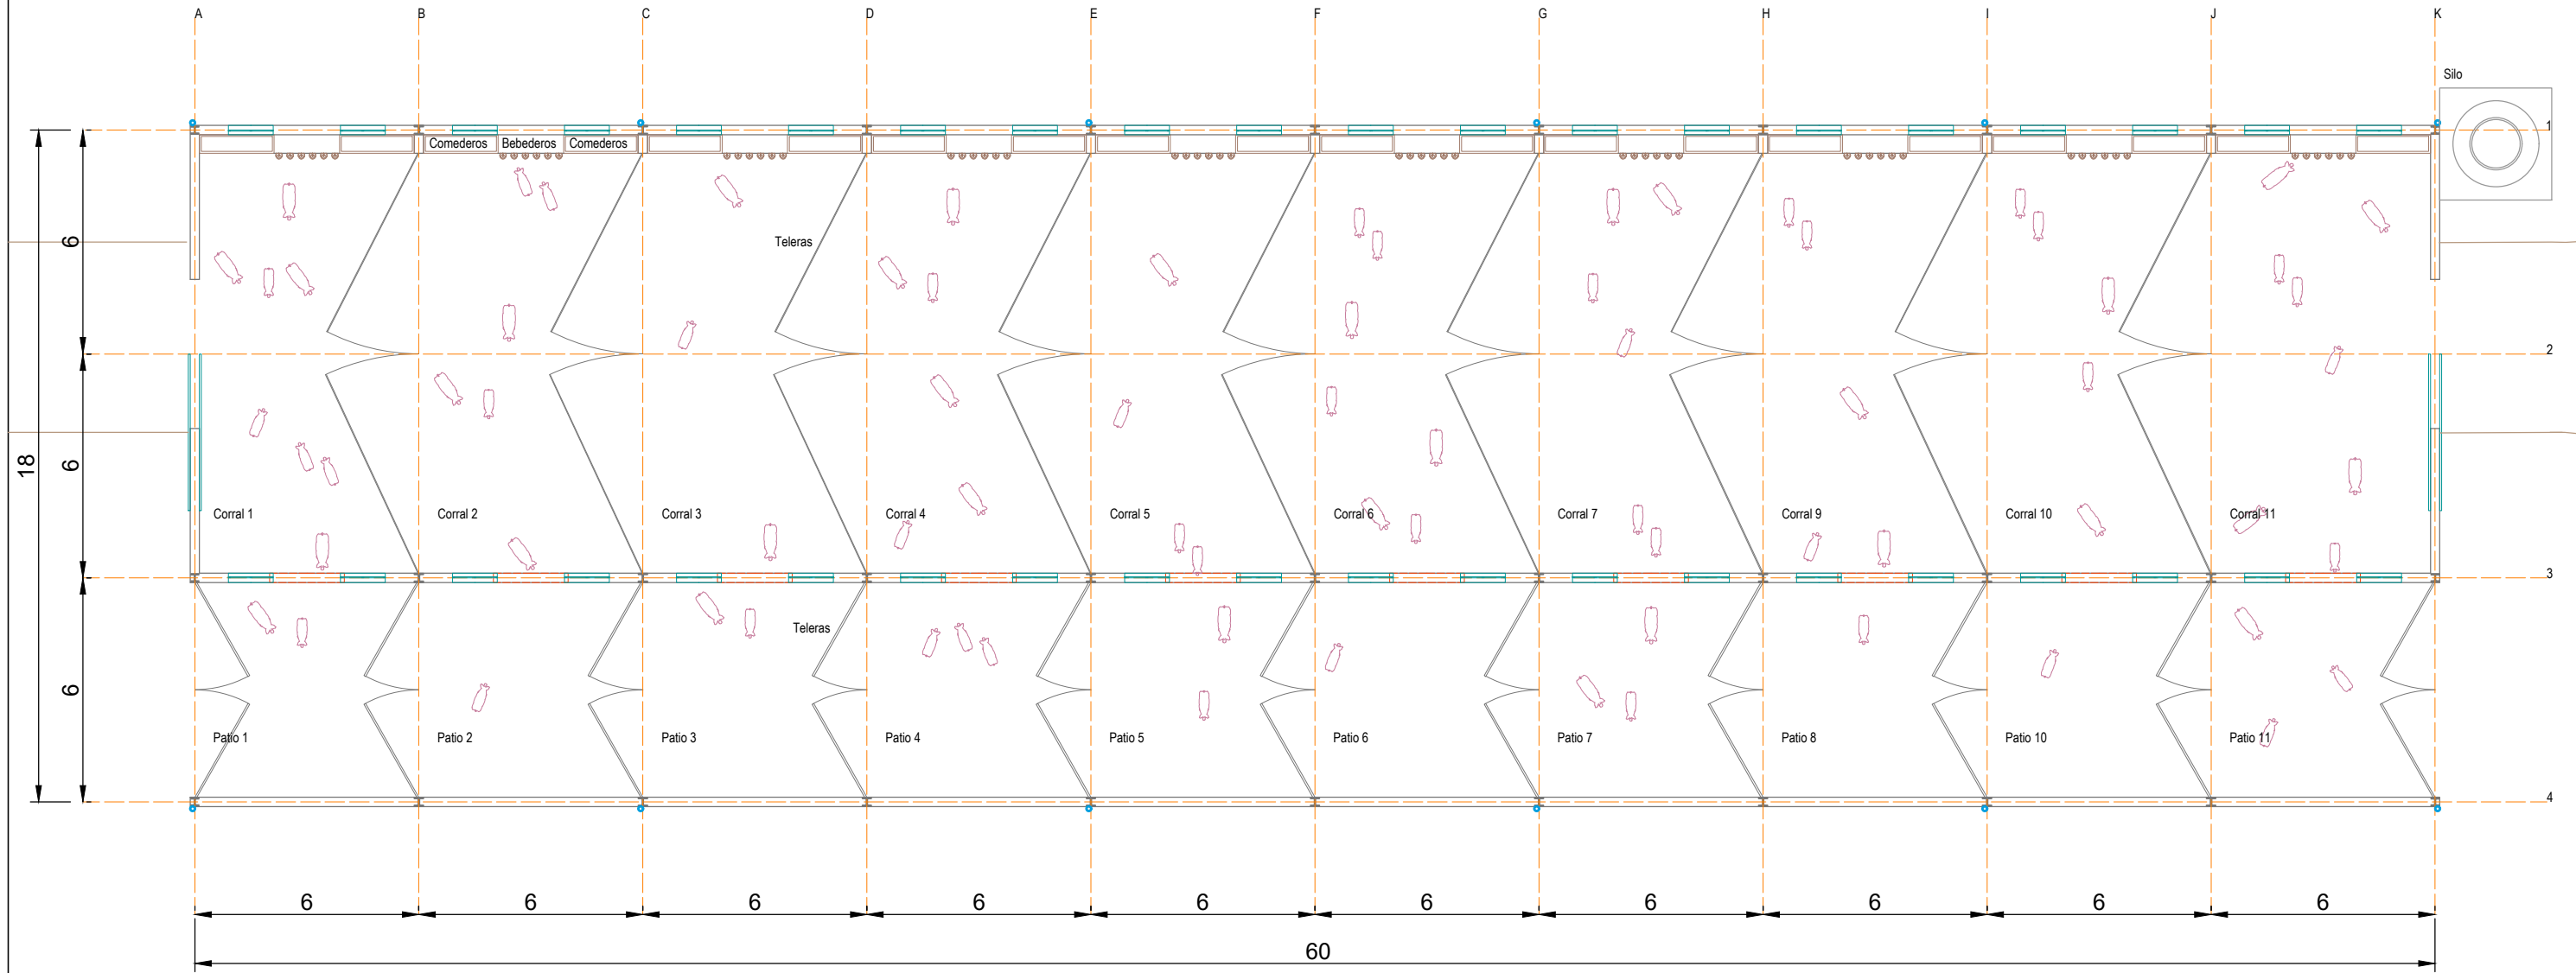 A B C D E F G H I J K
Silo
1
Comederos Bebederos Comederos
6
Teleras
2
18
6
Corral 1 Corral 2 Corral 3 Corral 4 Corral 5 Corral 6 Corral 7 Corral 9 Corral 10 Corral 11
3
Teleras
6
Patio 1 Patio 2 Patio 3 Patio 4 Patio 5 Patio 6 Patio 7 Patio 8 Patio 10 Patio 11
4
6 6 6 6 6 6 6 6 6 6
60